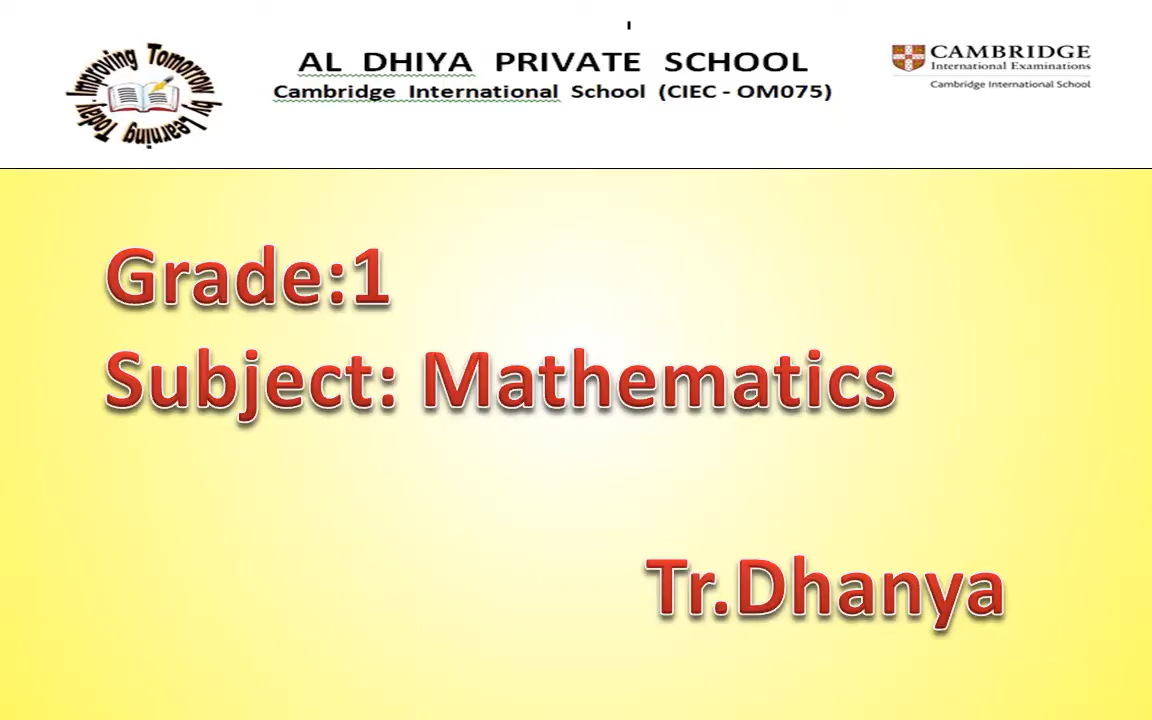 Improving Tomorrow by Learning Today.
AL DHIYA PRIVATE SCHOOL
Cambridge International School (CIEC - OM075)
CAMBRIDGE
International Examinations
Cambridge International School
Grade:1
Subject: Mathematics
Tr.Dhanya